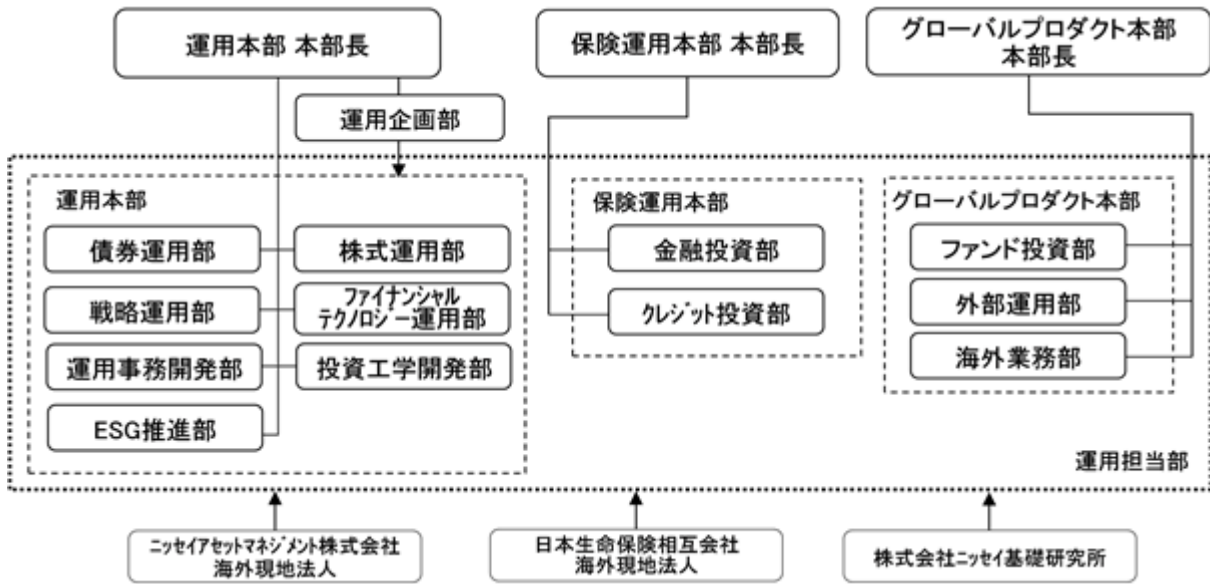 運用本部 本部長
保険運用本部 本部長
グローバルプロダクト本部
本部長
運用企画部
運用本部
債券運用部
株式運用部
戦略運用部
ファイナンシャル
テクノロジー運用部
運用事務開発部
投資工学開発部
ESG推進部
保険運用本部
金融投資部
クレジット投資部
グローバルプロダクト本部
ファンド投資部
外部運用部
海外業務部
運用担当部
ニッセイアセットマネジメント株式会社
海外現地法人
日本生命保険相互会社
海外現地法人
株式会社ニッセイ基礎研究所